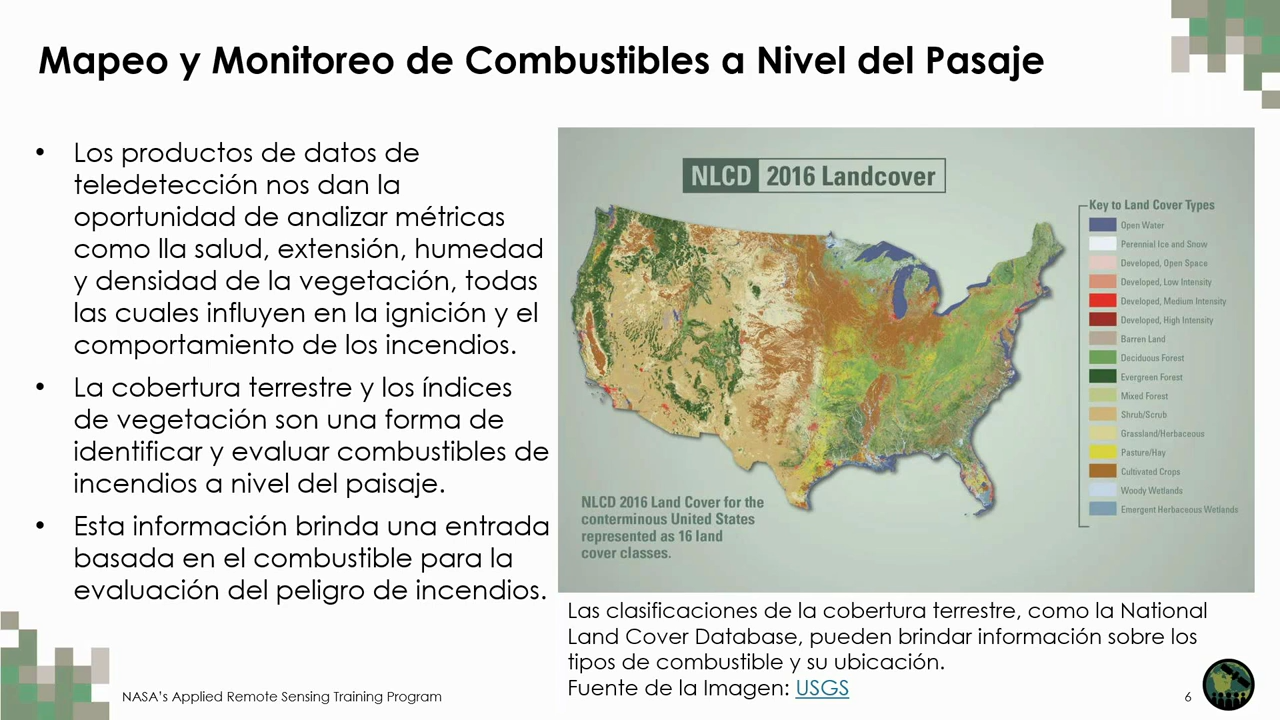 Mapeo y Monitoreo de Combustibles a Nivel del Pasaje
• Los productos de datos de
teledetección nos dan la
oportunidad de analizar métricas
como lla salud, extensión, humedad
y densidad de la vegetación, todas
las cuales influyen en la ignición y el
comportamiento de los incendios.
• La cobertura terrestre y los índices
de vegetación son una forma de
identificar y evaluar combustibles de
incendios a nivel del paisaje.
• Esta información brinda una entrada
basada en el combustible para la
evaluación del peligro de incendios.
NLCD 2016 Landcover
Key to Land Cover Types
Open Water
Perennial Ice and Snow
Developed, Open Space
Developed, Low Intensity
Developed, Medium Intensity
Developed, High Intensity
Barren Land
Deciduous Forest
Evergreen Forest
Mixed Forest
Shrub/Scrub
Grassland/Herbaceous
Pasture/Hay
Cultivated Crops
Woody Wetlands
Emergent Herbaceous Wetlands
NLCD 2016 Land Cover for the
conterminous United States
represented as 16 land
cover classes.
Las clasificaciones de la cobertura terrestre, como la National
Land Cover Database, pueden brindar información sobre los
tipos de combustible y su ubicación.
Fuente de la Imagen: USGS
NASA's Applied Remote Sensing Training Program
6